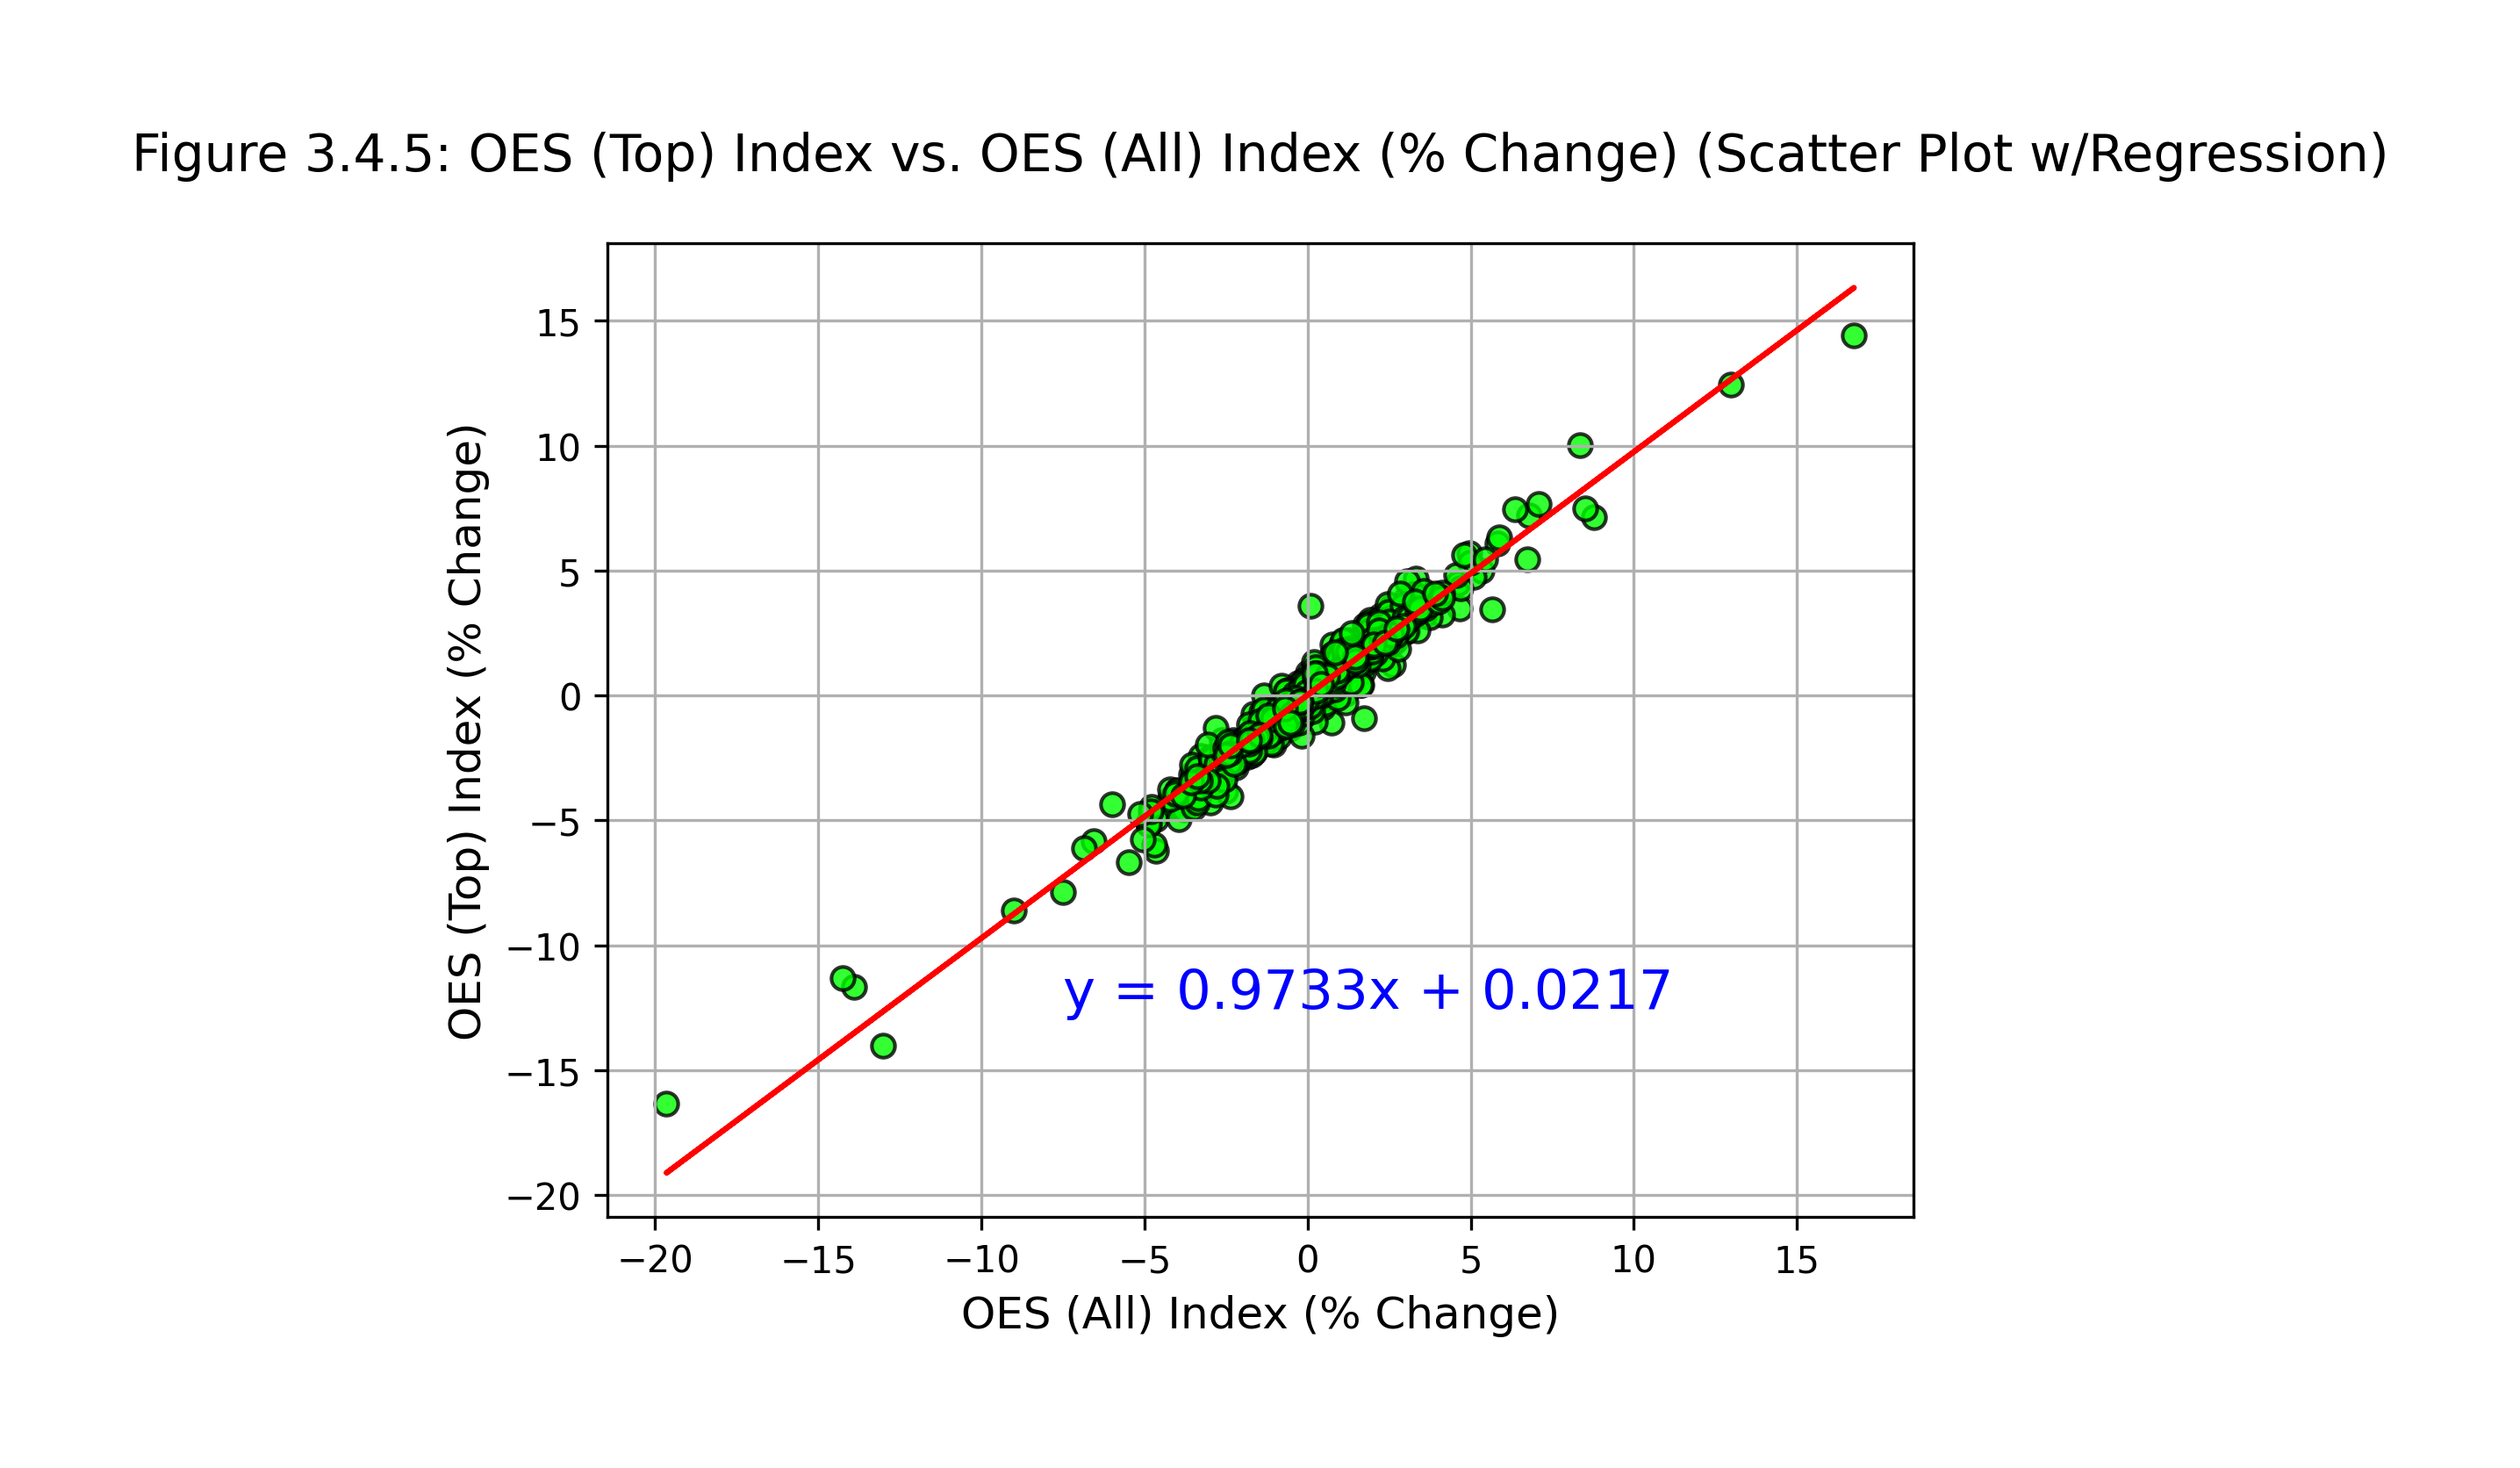 Figure 3.4.5: OES (Top) Index vs. OES (All) Index (% Change) (Scatter Plot w/Regression)
OES (Top) Index (% Change)
15
10
5
0
−5
−10
−15
−20
y = 0.9733x + 0.0217
−20 −15 −10 −5 0 5 10 15
OES (All) Index (% Change)